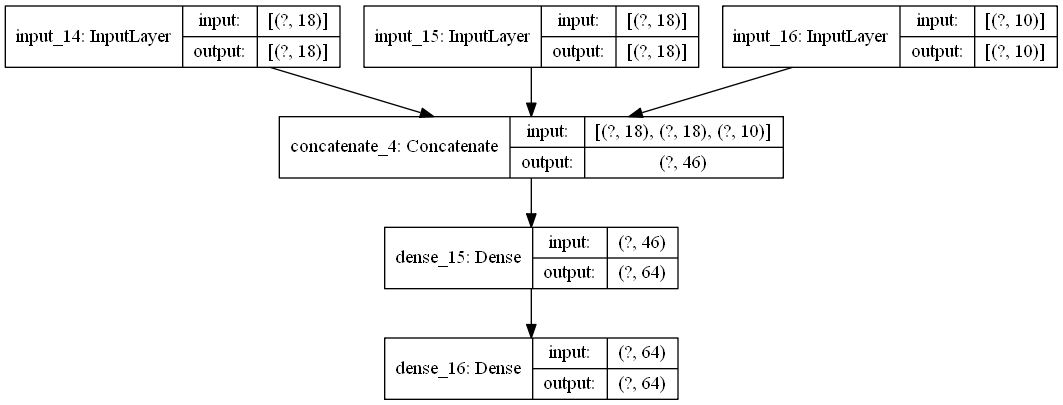 input_14: InputLayer
input: [(?, 18)]
output: [(?, 18)]
input_15: InputLayer
input: [(?, 18)]
output: [(?, 18)]
input_16: InputLayer
input: [(?, 10)]
output: [(?, 10)]
concatenate_4: Concatenate
input: [(?, 18), (?, 18), (?, 10)]
output: (?, 46)
dense_15: Dense
input: (?, 46)
output: (?, 64)
dense_16: Dense
input: (?, 64)
output: (?, 64)